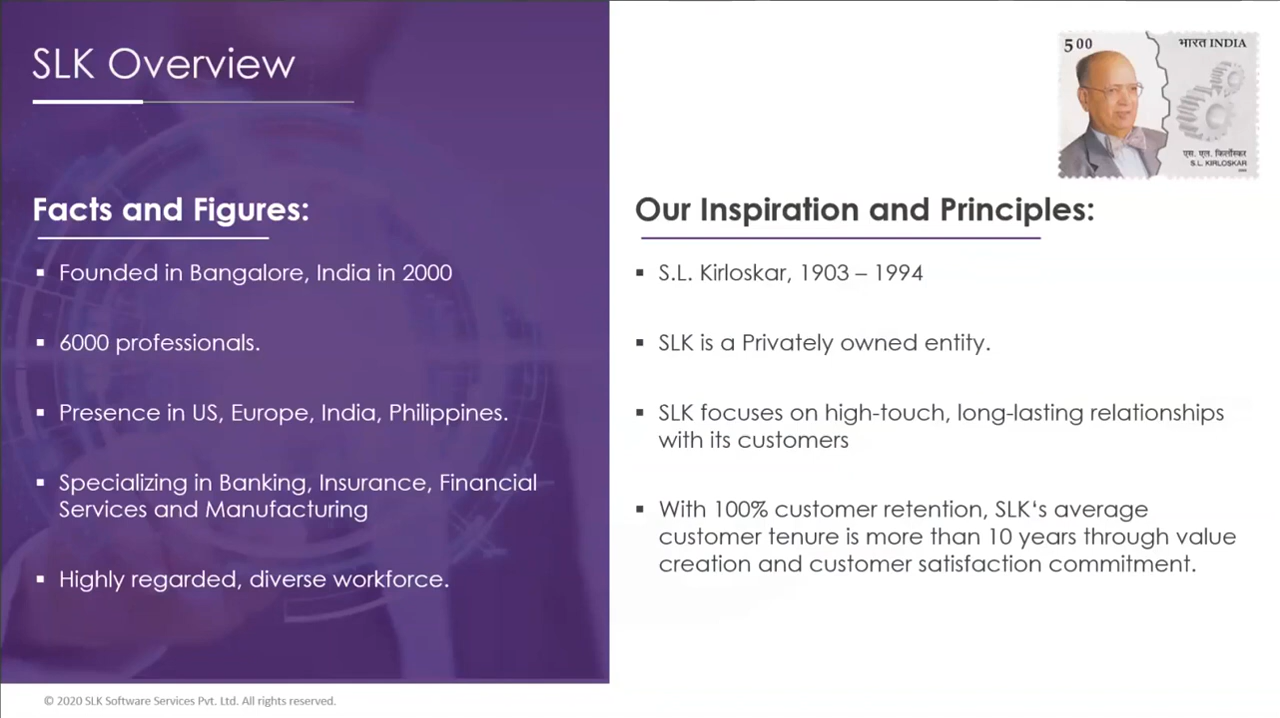 SLK Overview
5 00
भारत INDIA
एस. एल. किर्लोस्कर
S.L. KIRLOSKAR
Facts and Figures:
▪ Founded in Bangalore, India in 2000
▪ 6000 professionals.
▪ Presence in US, Europe, India, Philippines.
▪ Specializing in Banking, Insurance, Financial
Services and Manufacturing
▪ Highly regarded, diverse workforce.
Our Inspiration and Principles:
▪ S.L. Kirloskar, 1903 – 1994
▪ SLK is a Privately owned entity.
▪ SLK focuses on high-touch, long-lasting relationships
with its customers
▪ With 100% customer retention, SLK‘s average
customer tenure is more than 10 years through value
creation and customer satisfaction commitment.
© 2020 SLK Software Services Pvt. Ltd. All rights reserved.